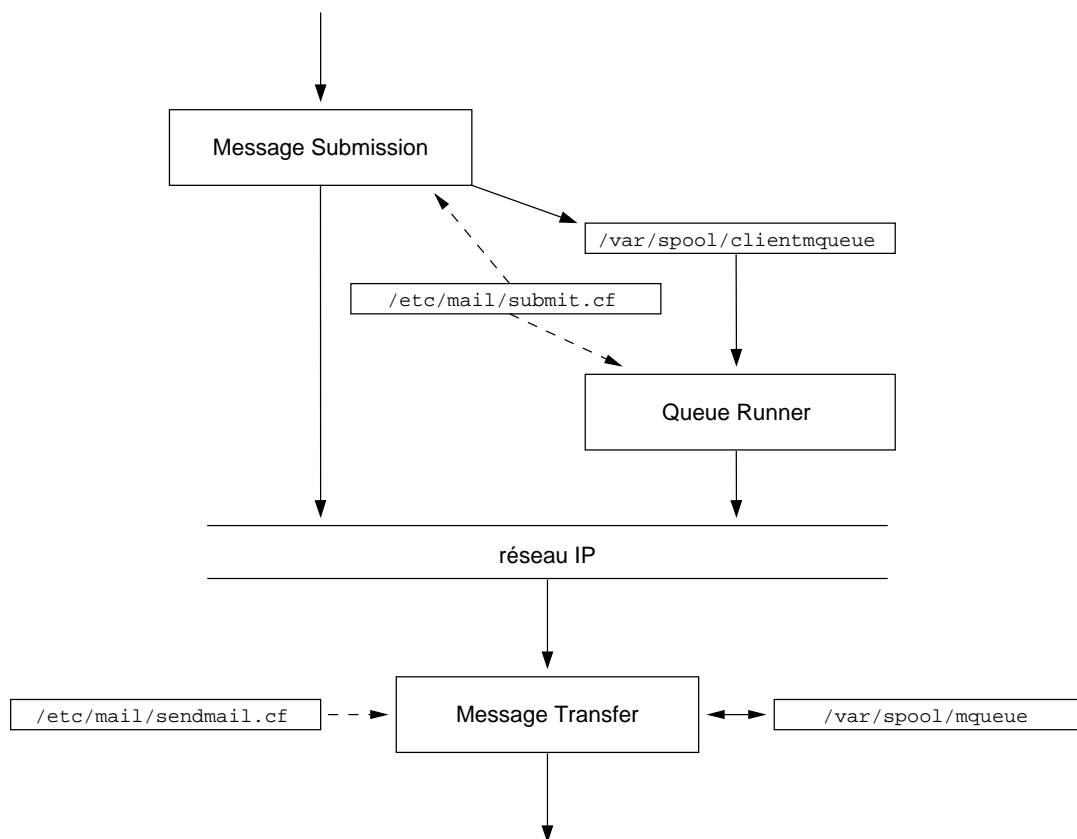 Message Submission
/var/spool/clientmqueue
/etc/mail/submit.cf
Queue Runner
réseau IP
/etc/mail/sendmail.cf
Message Transfer
/var/spool/mqueue